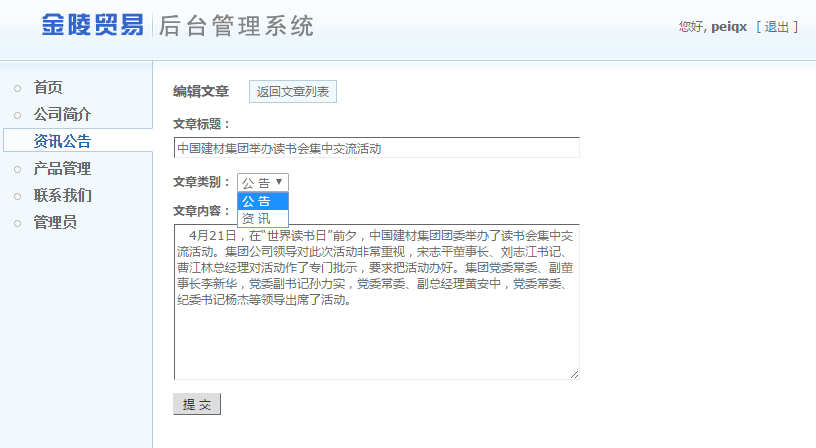 金陵贸易 后台管理系统
您好, peiqx [ 退出 ]
首页
公司简介
资讯公告
产品管理
联系我们
管理员
编辑文章 返回文章列表
文章标题：
中国建材集团举办读书会集中交流活动
文章类别： 公 告
公 告
资 讯
文章内容：
4月21日，在“世界读书日”前夕，中国建材集团团委举办了读书会集中交
流活动。集团公司领导对此次活动非常重视，宋志平董事长、刘志江书记、
曹江林总经理对活动作了专门批示，要求把活动办好。集团党委常委、副董
事长李新华，党委副书记孙力实，党委常委、副总经理黄安中，党委常委、
纪委书记杨杰等领导出席了活动。
提 交